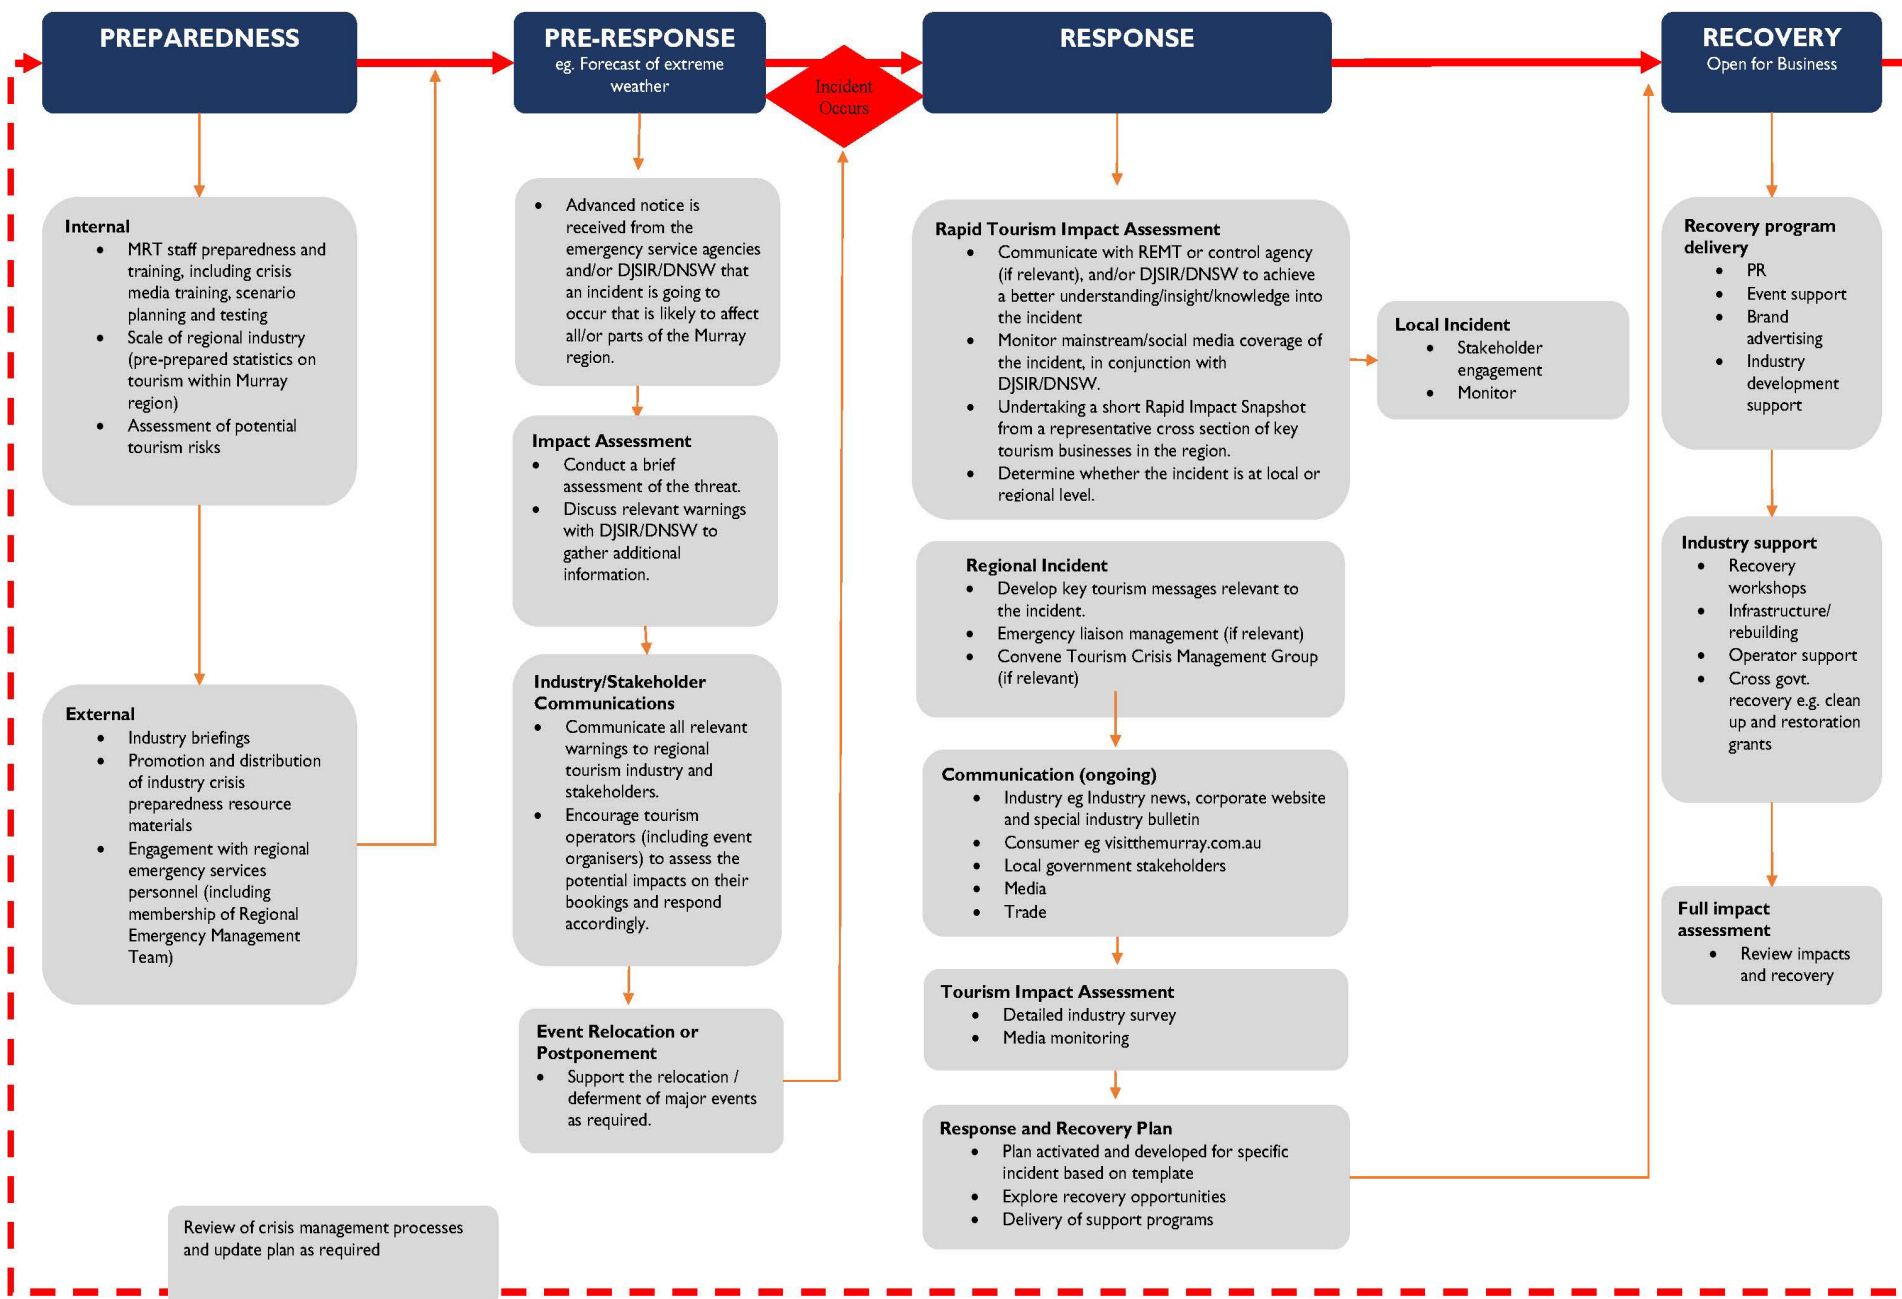 PREPAREDNESS
PRE-RESPONSE
eg. Forecast of extreme
weather
Incident
Occurs
RESPONSE
RECOVERY
Open for Business
Internal
• MRT staff preparedness and
training, including crisis
media training, scenario
planning and testing
• Scale of regional industry
(pre-prepared statistics on
tourism within Murray
region)
• Assessment of potential
tourism risks
External
• Industry briefings
• Promotion and distribution
of industry crisis
preparedness resource
materials
• Engagement with regional
emergency services
personnel (including
membership of Regional
Emergency Management
Team)
• Advanced notice is
received from the
emergency service agencies
and/or DJSIR/DNSW that
an incident is going to
occur that is likely to affect
all/or parts of the Murray
region.
Impact Assessment
• Conduct a brief
assessment of the threat.
• Discuss relevant warnings
with DJSIR/DNSW to
gather additional
information.
Industry/Stakeholder
Communications
• Communicate all relevant
warnings to regional
tourism industry and
stakeholders.
• Encourage tourism
operators (including event
organisers) to assess the
potential impacts on their
bookings and respond
accordingly.
Event Relocation or
Postponement
• Support the relocation /
deferment of major events
as required.
Rapid Tourism Impact Assessment
• Communicate with REMT or control agency
(if relevant), and/or DJSIR/DNSW to achieve
a better understanding/insight/knowledge into
the incident
• Monitor mainstream/social media coverage of
the incident, in conjunction with
DJSIR/DNSW.
• Undertaking a short Rapid Impact Snapshot
from a representative cross section of key
tourism businesses in the region.
• Determine whether the incident is at local or
regional level.
Local Incident
• Stakeholder
engagement
• Monitor
Regional Incident
• Develop key tourism messages relevant to
the incident.
• Emergency liaison management (if relevant)
• Convene Tourism Crisis Management Group
(if relevant)
Communication (ongoing)
• Industry eg Industry news, corporate website
and special industry bulletin
• Consumer eg visitthemurray.com.au
• Local government stakeholders
• Media
• Trade
Tourism Impact Assessment
• Detailed industry survey
• Media monitoring
Response and Recovery Plan
• Plan activated and developed for specific
incident based on template
• Explore recovery opportunities
• Delivery of support programs
Recovery program
delivery
• PR
• Event support
• Brand
advertising
• Industry
development
support
Industry support
• Recovery
workshops
• Infrastructure/
rebuilding
• Operator support
• Cross govt.
recovery e.g. clean
up and restoration
grants
Full impact
assessment
• Review impacts
and recovery
Review of crisis management processes
and update plan as required